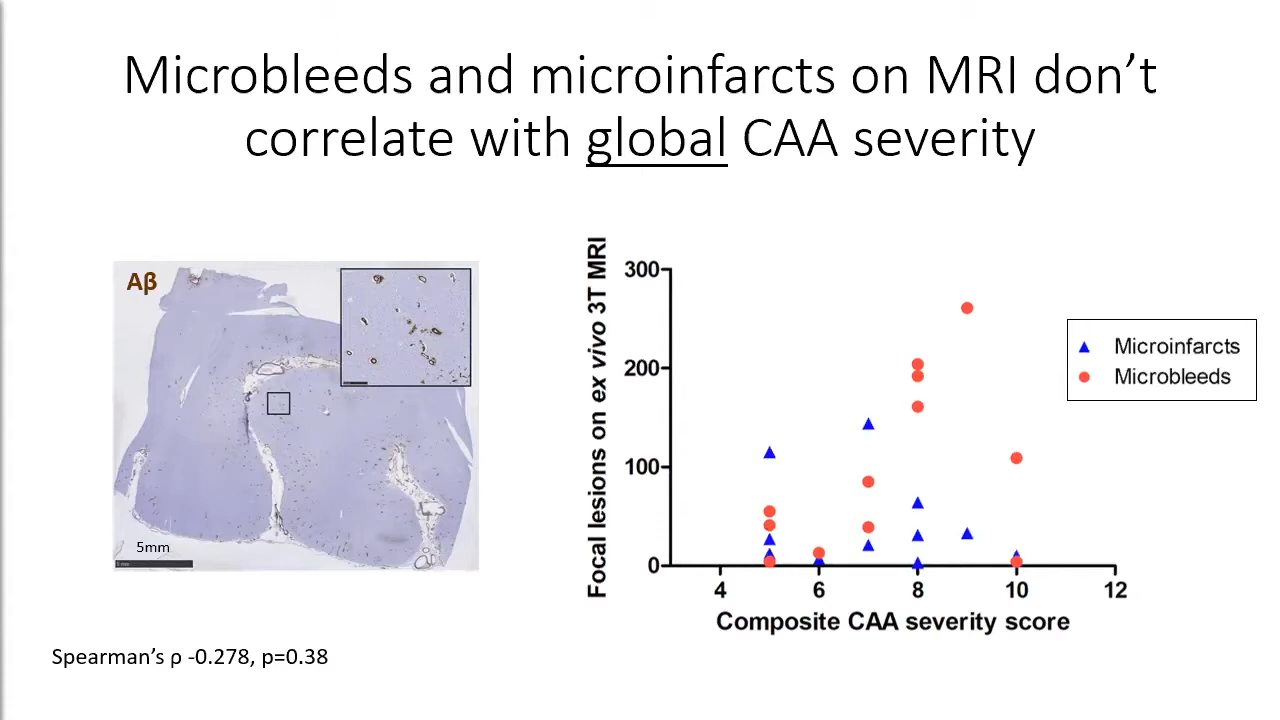 Microbleeds and microinfarcts on MRI don’t
correlate with global CAA severity
Aβ
5mm
Focal lesions on ex vivo 3T MRI
300
200
100
0
4 6 8 10 12
Composite CAA severity score
Microinfarcts
Microbleeds
Spearman’s ρ -0.278, p=0.38